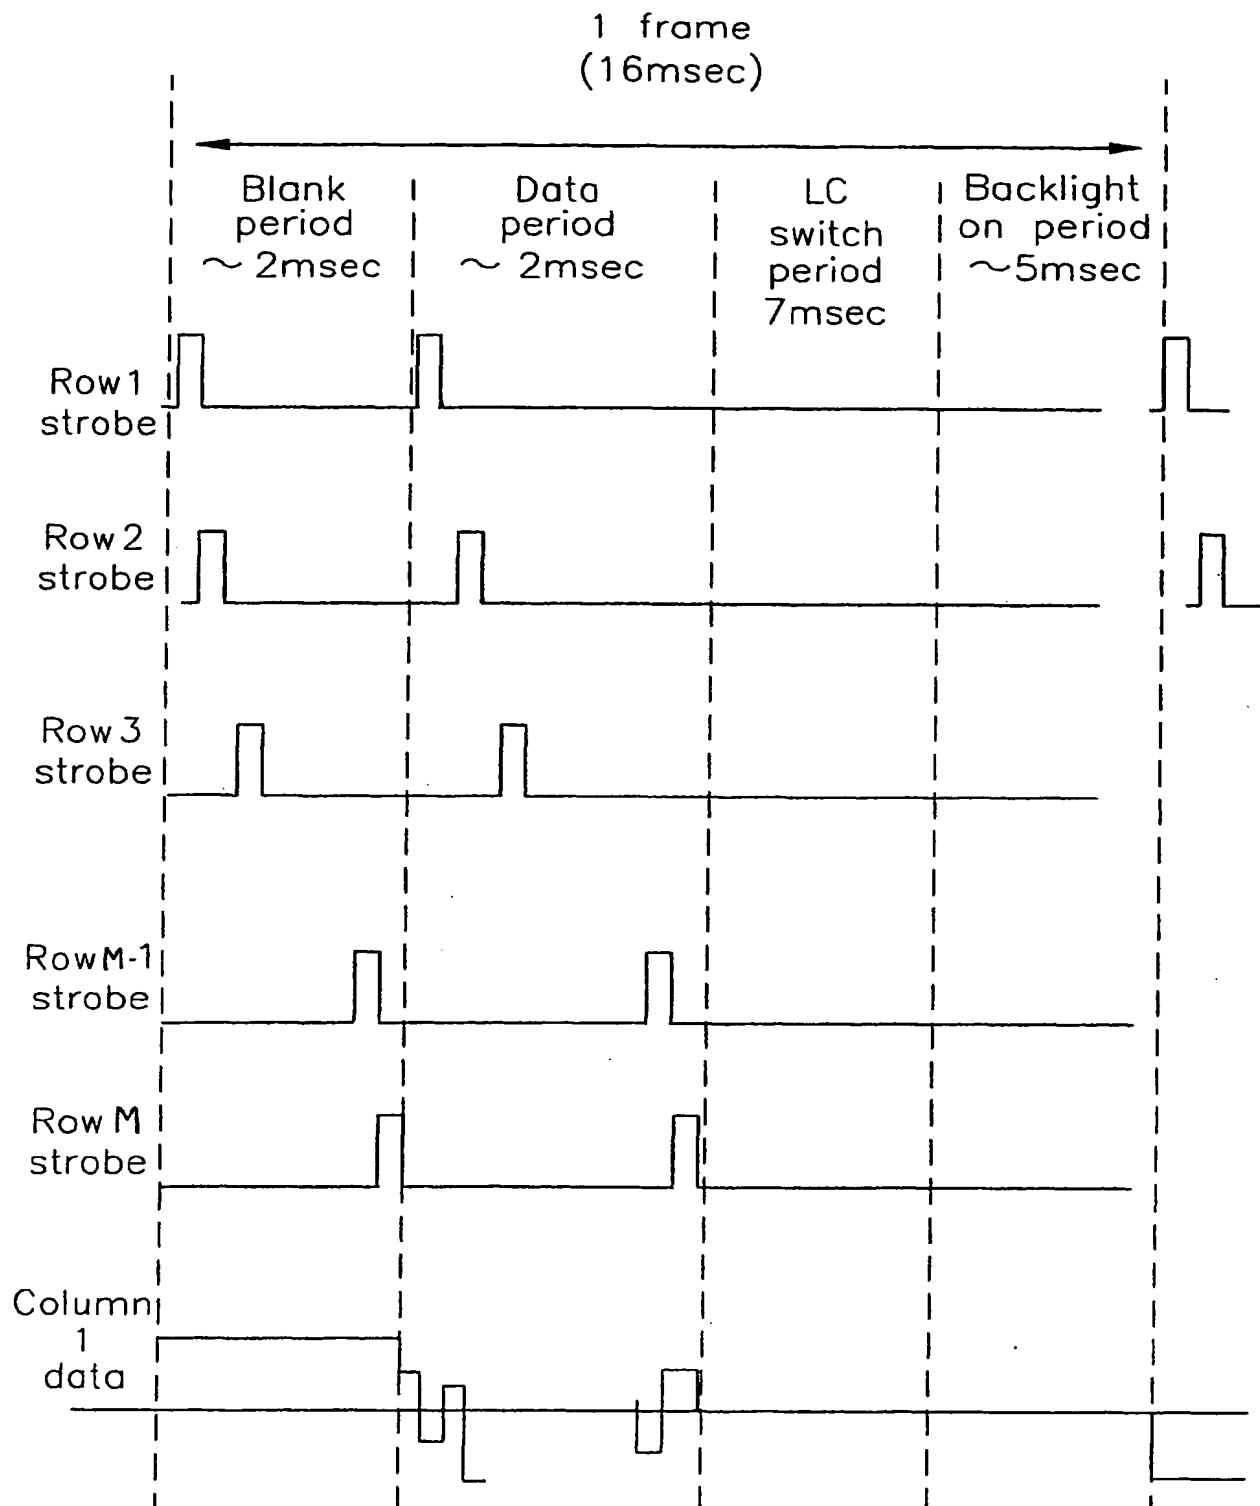 1 frame
(16msec)
Blank
period
~ 2msec
Data
period
~ 2msec
LC
switch
period
7msec
Backlight
on period
~5msec
Row 1
strobe
Row 2
strobe
Row 3
strobe
Row M-1
strobe
Row M
strobe
Column
1
data